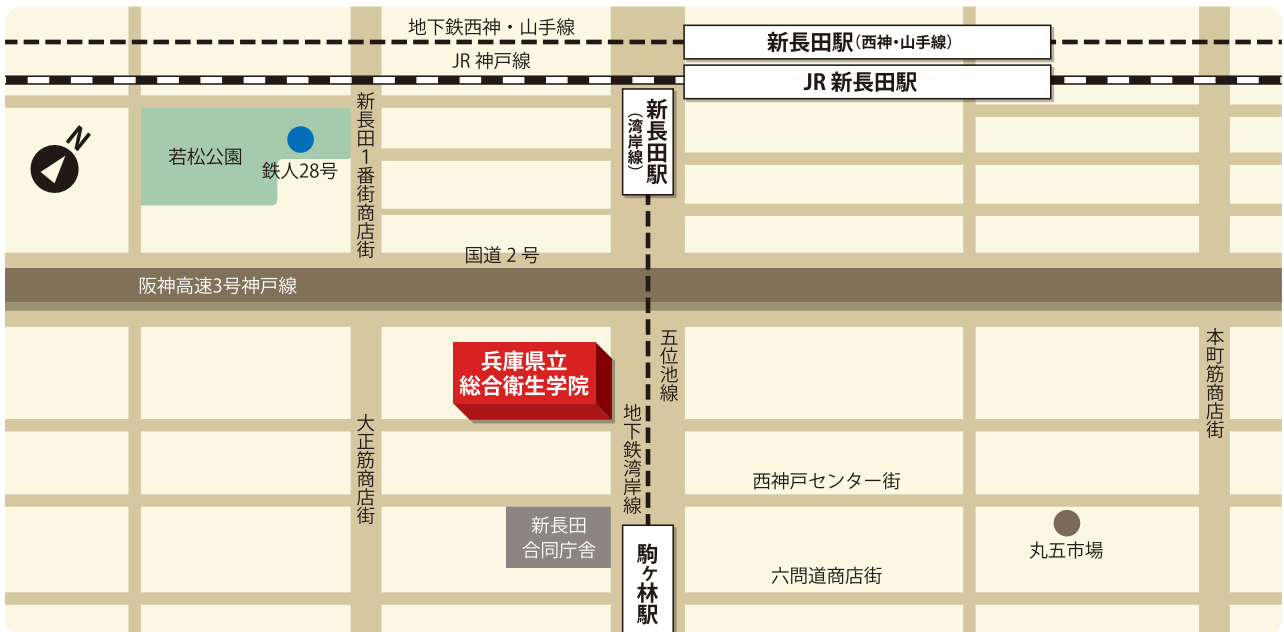 地下鉄西神・山手線
新長田駅(西神・山手線)
JR 神戸線
JR 新長田駅
N
新長田駅
(湾岸線)
新長田1番街商店街
若松公園
鉄人28号
国道 2 号
阪神高速3号神戸線
五位池線
本町筋商店街
兵庫県立
総合衛生学院
地下鉄湾岸線
大正筋商店街
西神戸センター街
新長田
合同庁舎
丸五市場
駒ヶ林駅
六間道商店街